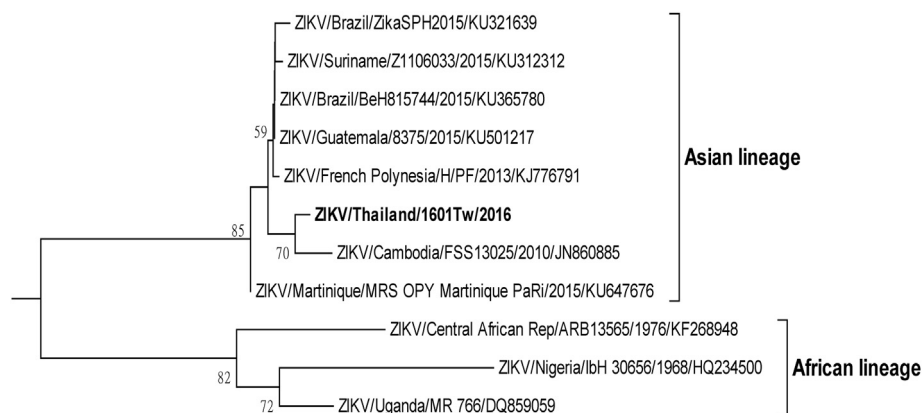 ZIKV/Brazil/ZikaSPH2015/KU321639
ZIKV/Suriname/Z1106033/2015/KU312312
ZIKV/Brazil/BeH815744/2015/KU365780
59
ZIKV/Guatemala/8375/2015/KU501217
Asian lineage
ZIKV/French Polynesia/H/PF/2013/KJ776791
ZIKV/Thailand/1601Tw/2016
85
70
ZIKV/Cambodia/FSS13025/2010/JN860885
ZIKV/Martinique/MRS OPY Martinique PaRi/2015/KU647676
ZIKV/Central African Rep/ARB13565/1976/KF268948
82
ZIKV/Nigeria/IbH 30656/1968/HQ234500
African lineage
72
ZIKV/Uganda/MR 766/DQ859059